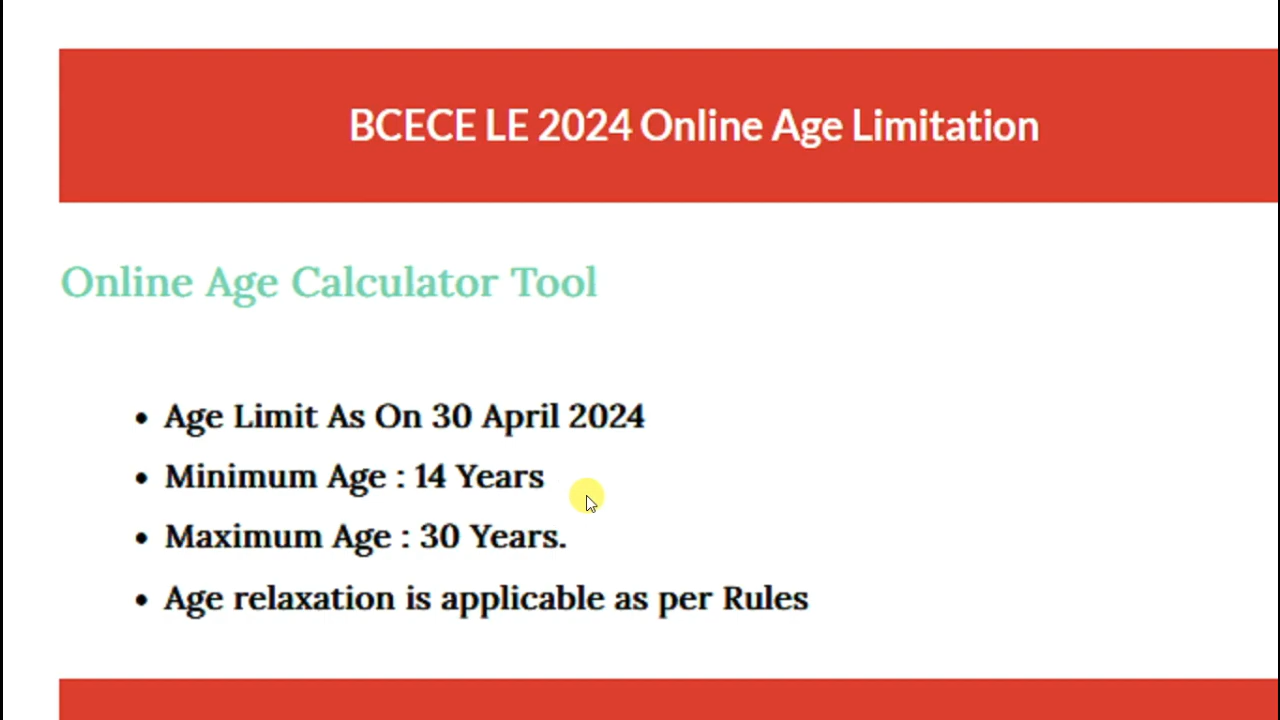 BCECE LE 2024 Online Age Limitation
Online Age Calculator Tool
• Age Limit As On 30 April 2024
• Minimum Age : 14 Years
• Maximum Age : 30 Years.
• Age relaxation is applicable as per Rules